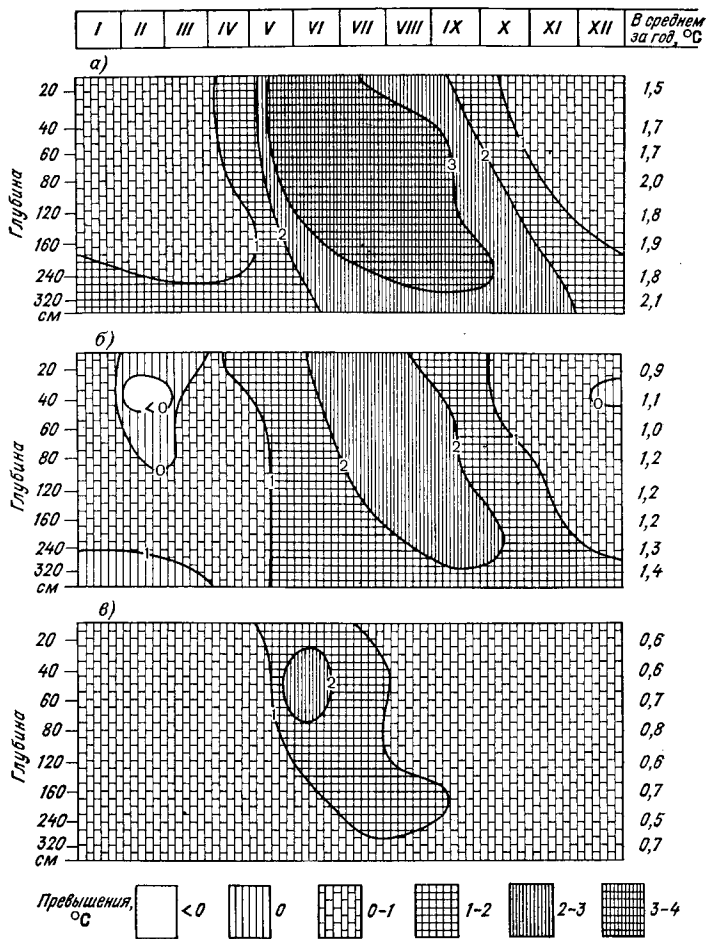 I II III IV V VI VII VIII IX X XI XII В среднем за год, °С
а)
Глубина
20 1,5
40 1,7
60 3 2 1,7
80 2,0
120 1,8
160 1 2 1,9
240 1,8
320 2,1
см
б)
Глубина
20 0,9
40 <0 0 1,1
60 2 1,0
80 0 2 1,2
120 1 1,2
160 1,2
240 1 1,3
320 1,4
см
в)
Глубина
20 0,6
40 2 0,6
60 0,7
80 1 0,8
120 0,6
160 0,7
240 0,5
320 0,7
см
Превышения, °С <0 0 0-1 1-2 2-3 3-4